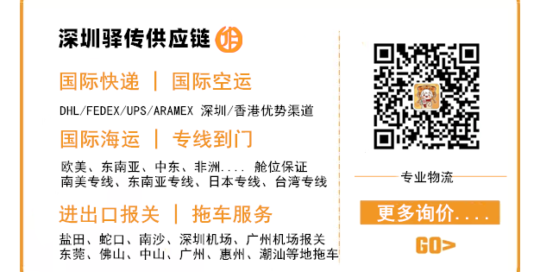 深圳驿传供应链
国际快递 | 国际空运
DHL/FEDEX/UPS/ARAMEX 深圳/香港优势渠道
国际海运 | 专线到门
欧美、东南亚、中东、非洲.... 舱位保证
南美专线、东南亚专线、日本专线、台湾专线
进出口报关 | 拖车服务
盐田、蛇口、南沙、深圳机场、广州机场报关
东莞、佛山、中山、广州、惠州、潮汕等地拖车
专业物流
更多询价....
GO>